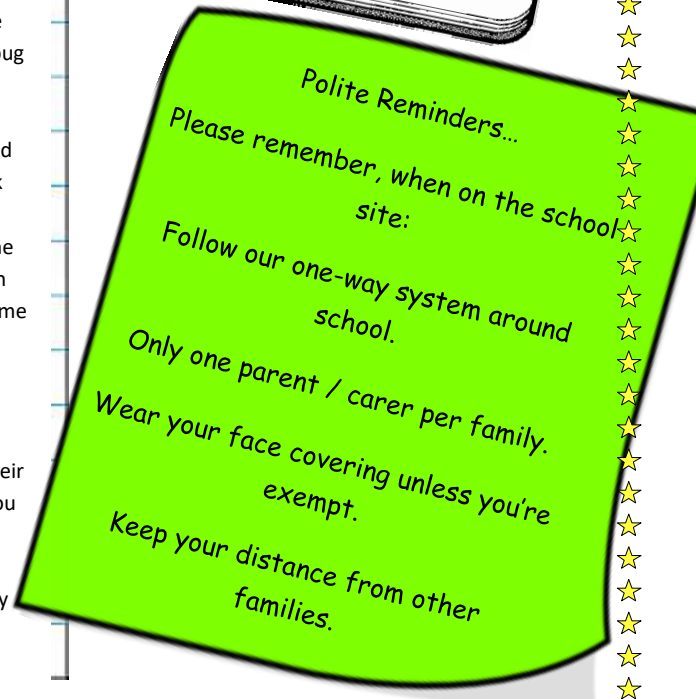 Polite Reminders...
Please remember, when on the school
site:
Follow our one-way system around
school.
Only one parent / carer per family.
Wear your face covering unless you're
exempt.
Keep your distance from other
families.